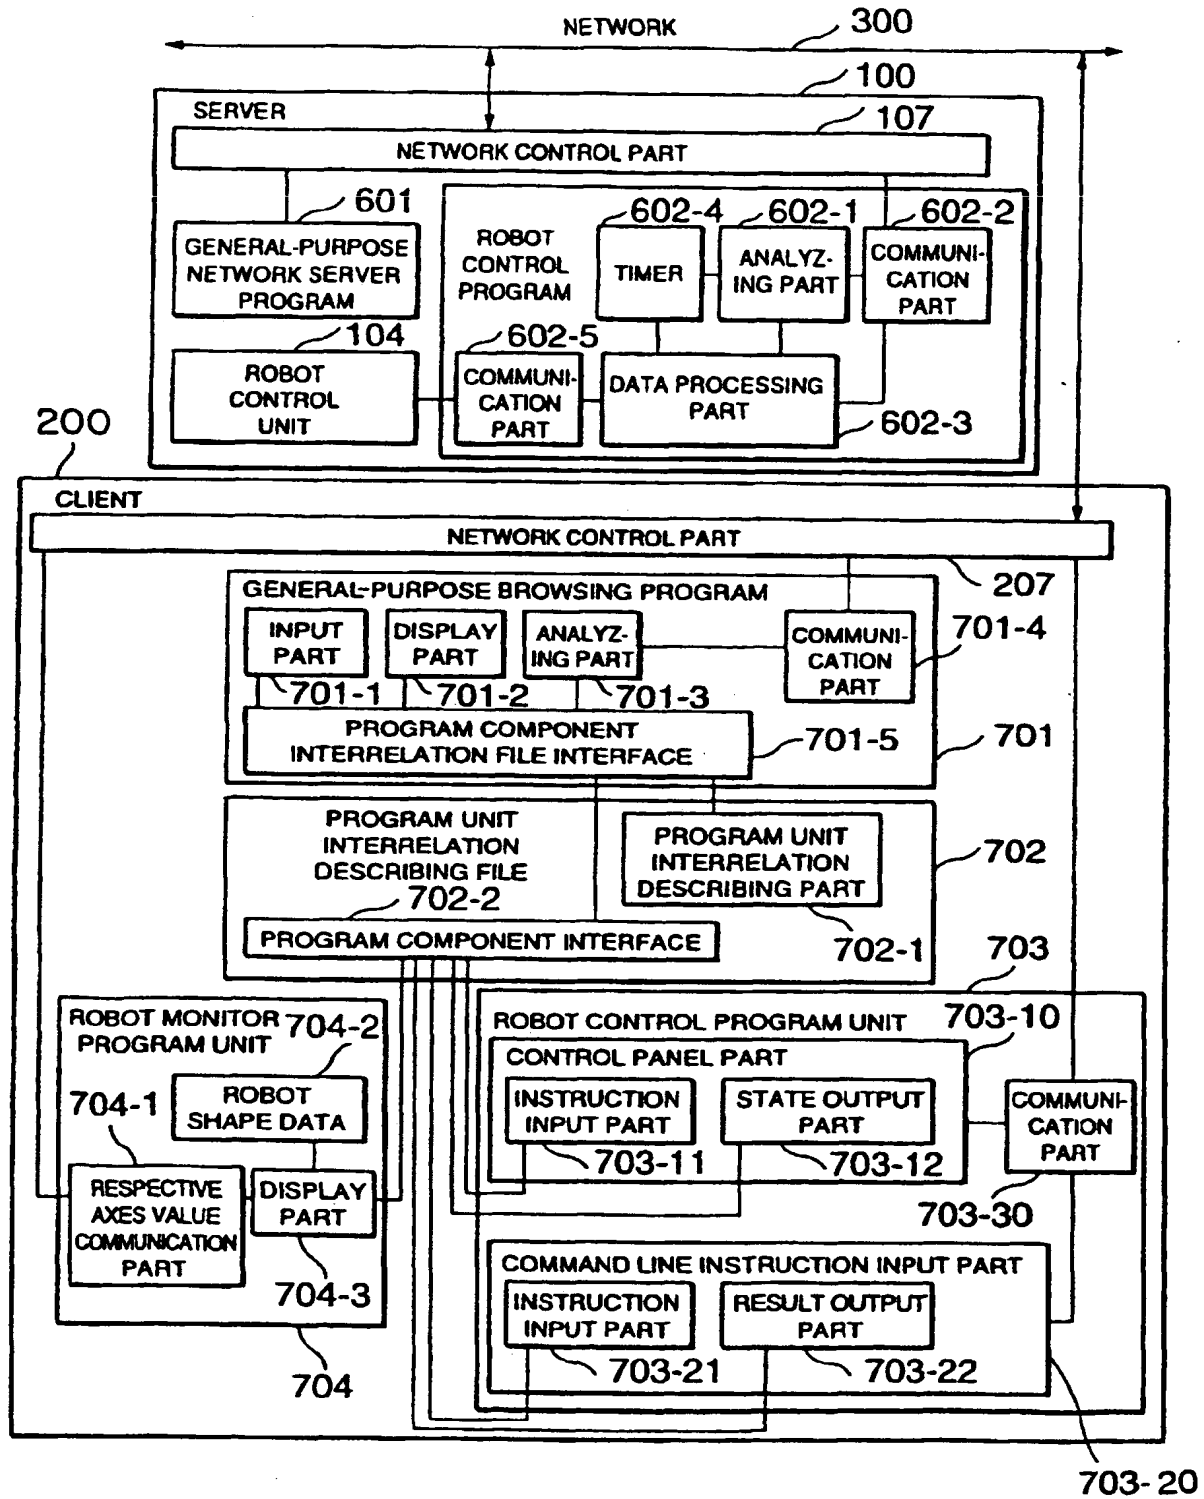 NETWORK
300
100
SERVER
107
NETWORK CONTROL PART
601
602-4
602-1
602-2
GENERAL-PURPOSE
NETWORK SERVER
PROGRAM
ROBOT
CONTROL
PROGRAM
TIMER
ANALYZ-
ING PART
COMMUNI-
CATION
PART
104
602-5
ROBOT
CONTROL
UNIT
COMMUNI-
CATION
PART
DATA PROCESSING
PART
602-3
200
CLIENT
NETWORK CONTROL PART
207
GENERAL-PURPOSE BROWSING PROGRAM
INPUT
PART
DISPLAY
PART
ANALYZ-
ING PART
COMMUNI-
CATION
PART
701-4
701-1
701-2
701-3
PROGRAM COMPONENT
INTERRELATION FILE INTERFACE
701-5
701
PROGRAM UNIT
INTERRELATION
DESCRIBING FILE
PROGRAM UNIT
INTERRELATION
DESCRIBING PART
702
702-2
702-1
PROGRAM COMPONENT INTERFACE
703
ROBOT MONITOR
PROGRAM UNIT
704-2
ROBOT CONTROL PROGRAM UNIT
703-10
CONTROL PANEL PART
704-1
ROBOT
SHAPE DATA
INSTRUCTION
INPUT PART
STATE OUTPUT
PART
COMMUNI-
CATION
PART
703-11
703-12
RESPECTIVE
AXES VALUE
COMMUNICATION
PART
DISPLAY
PART
703-30
704-3
COMMAND LINE INSTRUCTION INPUT PART
INSTRUCTION
INPUT PART
RESULT OUTPUT
PART
703-21
703-22
704
703-20